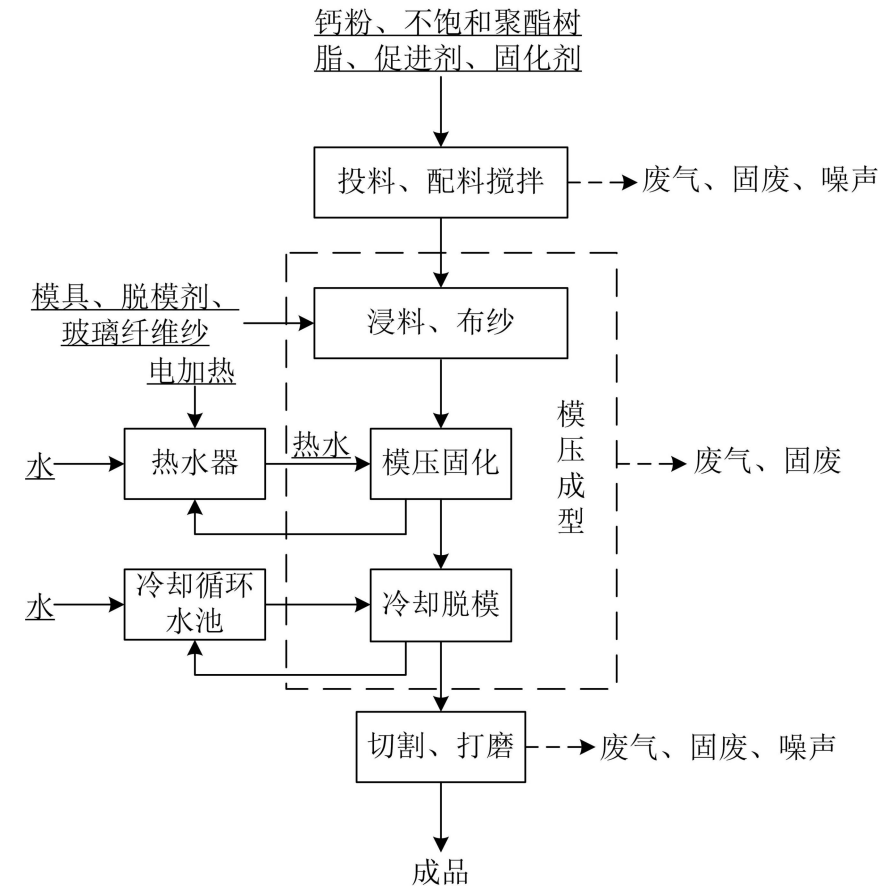 钙粉、不饱和聚酯树
脂、促进剂、固化剂
投料、配料搅拌
废气、固废、噪声
模具、脱模剂、
玻璃纤维纱
浸料、布纱
电加热
水
热水器
热水
模压固化
模压成型
废气、固废
水
冷却循环
水池
冷却脱模
切割、打磨
废气、固废、噪声
成品